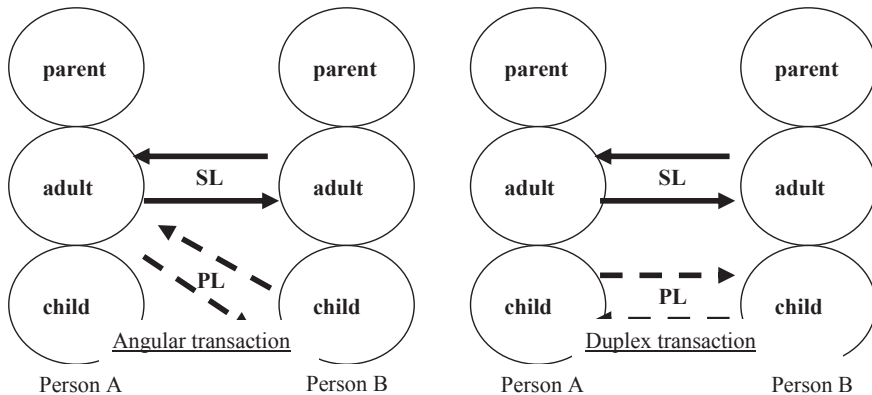 parent parent
adult SL adult
PL
child child
Angular transaction
Person A Person B
parent parent
adult SL adult
child PL child
Duplex transaction
Person A Person B